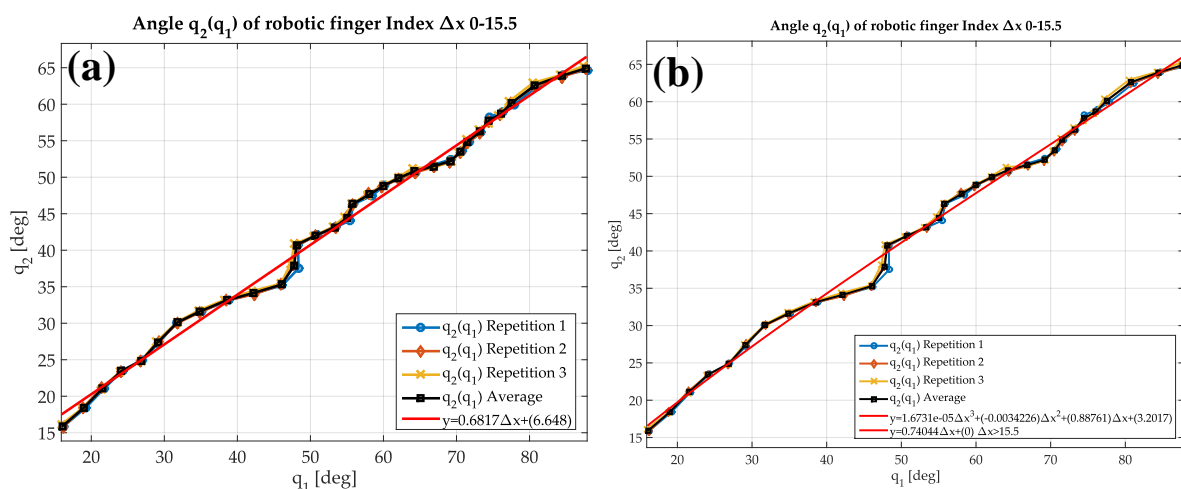 Angle q₂(q₁) of robotic finger Index Δx 0-15.5
(a)
65
60
55
50
45
40
35
30
25
20
15
q₂ [deg]
20 30 40 50 60 70 80
q₁ [deg]
q₂(q₁) Repetition 1
q₂(q₁) Repetition 2
q₂(q₁) Repetition 3
q₂(q₁) Average
y=0.6817Δx+(6.648)
Angle q₂(q₁) of robotic finger Index Δx 0-15.5
(b)
65
60
55
50
45
40
35
30
25
20
15
q₂ [deg]
20 30 40 50 60 70 80
q₁ [deg]
q₂(q₁) Repetition 1
q₂(q₁) Repetition 2
q₂(q₁) Repetition 3
q₂(q₁) Average
y=1.6731e-05Δx³+(-0.0034226)Δx²+(0.88761)Δx+(3.2017)
y=0.74044Δx+(0) Δx>15.5